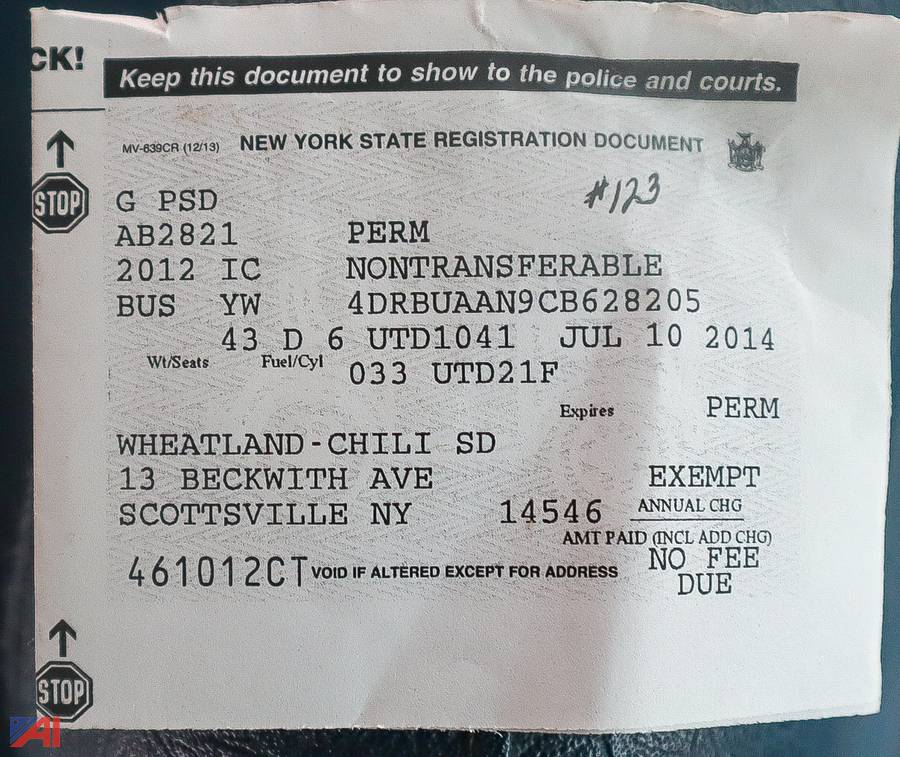 CK!
Keep this document to show to the police and courts.
MV-639CR (12/13) NEW YORK STATE REGISTRATION DOCUMENT
#123
STOP
G PSD
AB2821 PERM
2012 IC NONTRANSFERABLE
BUS YW 4DRBUAAN9CB628205
43 D 6 UTD1041 JUL 10 2014
Wt/Seats Fuel/Cyl
033 UTD21F
Expires PERM
WHEATLAND-CHILI SD
13 BECKWITH AVE EXEMPT
SCOTTSVILLE NY 14546 ANNUAL CHG
AMT PAID (INCL ADD CHG)
461012CT VOID IF ALTERED EXCEPT FOR ADDRESS NO FEE
DUE
STOP
AI